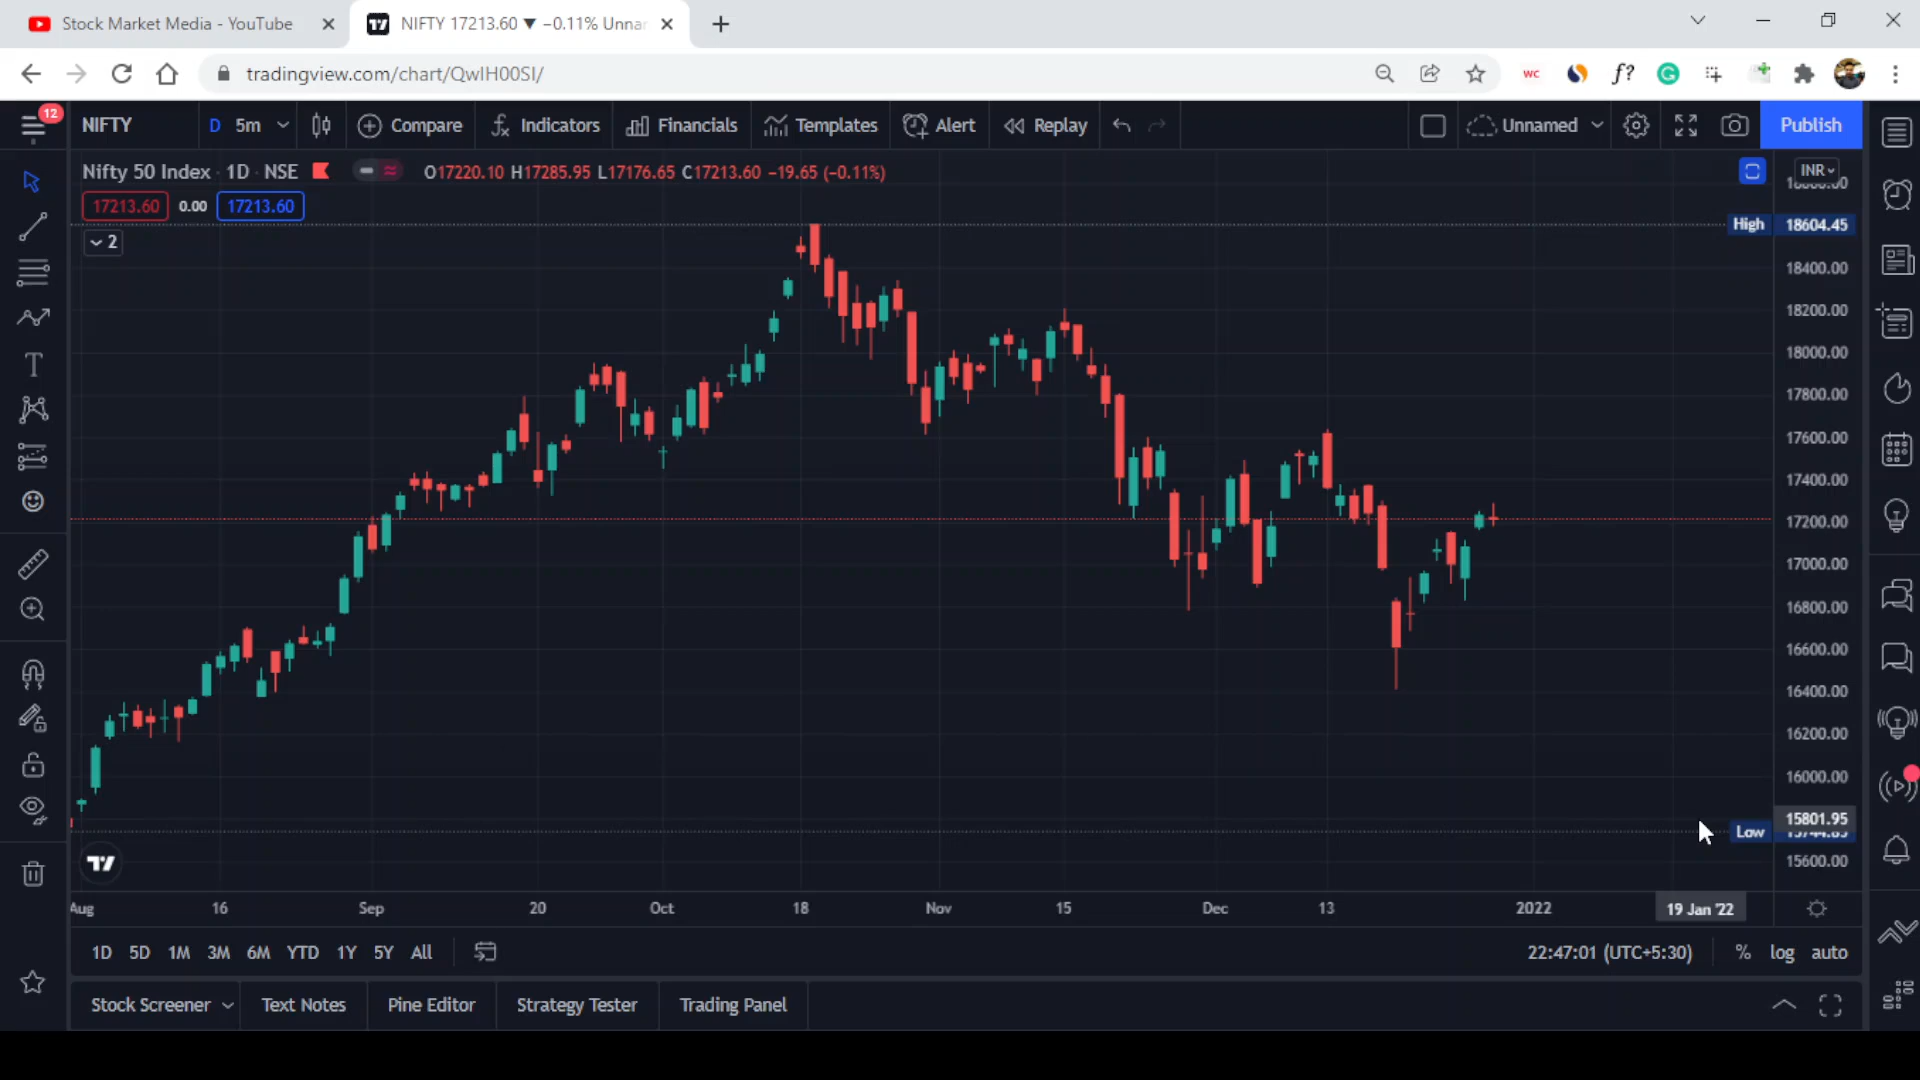 Stock Market Media - YouTube
NIFTY 17213.60 ▼ −0.11% Unnar
tradingview.com/chart/QwIH00SI/
WC
f?
12
NIFTY
D 5m
Compare
Indicators
Financials
Templates
Alert
Replay
Unnamed
Publish
Nifty 50 Index · 1D · NSE
O17220.10 H17285.95 L17176.65 C17213.60 −19.65 (−0.11%)
INR
17213.60 0.00 17213.60
2
High 18604.45
18400.00
18200.00
18000.00
17800.00
17600.00
17400.00
17200.00
17000.00
16800.00
16600.00
16400.00
16200.00
16000.00
15801.95
Low
15600.00
Aug 16 Sep 20 Oct 18 Nov 15 Dec 13 2022 19 Jan '22
1D 5D 1M 3M 6M YTD 1Y 5Y All
22:47:01 (UTC+5:30) % log auto
Stock Screener Text Notes Pine Editor Strategy Tester Trading Panel